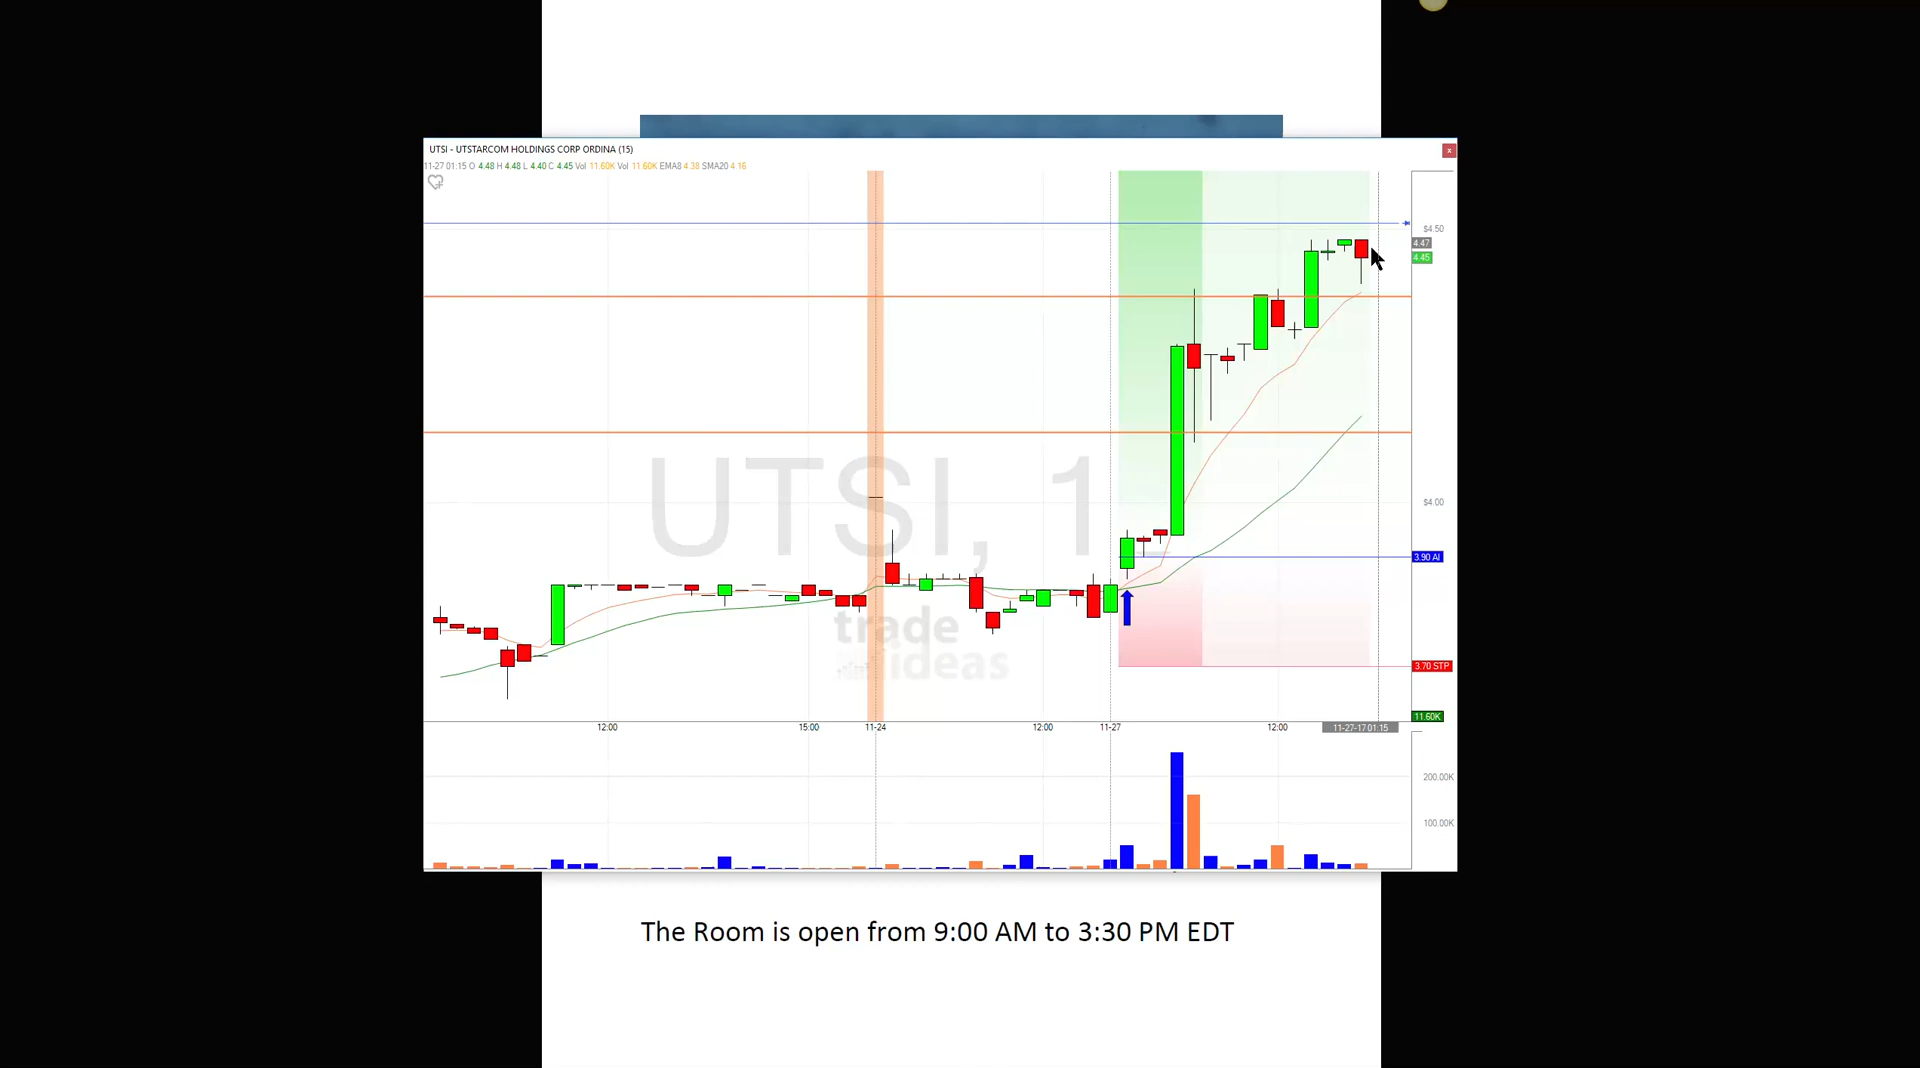 UTSI - UTSTARCOM HOLDINGS CORP ORDINA (15)
x
11-27 01:15 O 4.48 H 4.48 L 4.40 C 4.45 Vol 11.60K Vol 11.60K EMA8 4.38 SMA20 4.16
$4.50
4.47
4.45
UTSI, 1
$4.00
3.90 AI
trade
ideas
3.70 STP
11.60K
12:00 15:00 11-24 12:00 11-27 12:00 11-27-17 01:15
200.00K
100.00K
The Room is open from 9:00 AM to 3:30 PM EDT